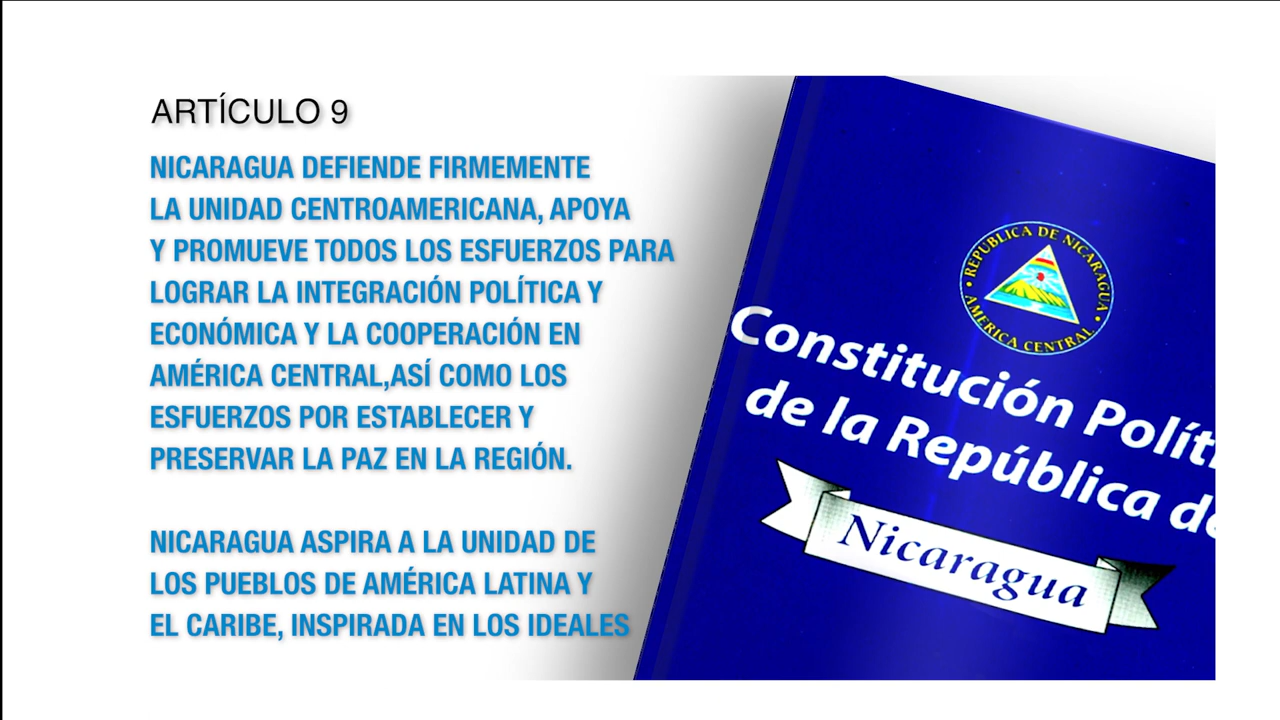 ARTÍCULO 9
NICARAGUA DEFIENDE FIRMEMENTE
LA UNIDAD CENTROAMERICANA, APOYA
Y PROMUEVE TODOS LOS ESFUERZOS PARA
LOGRAR LA INTEGRACIÓN POLÍTICA Y
ECONÓMICA Y LA COOPERACIÓN EN
AMÉRICA CENTRAL,ASÍ COMO LOS
ESFUERZOS POR ESTABLECER Y
PRESERVAR LA PAZ EN LA REGIÓN.
NICARAGUA ASPIRA A LA UNIDAD DE
LOS PUEBLOS DE AMÉRICA LATINA Y
EL CARIBE, INSPIRADA EN LOS IDEALES
REPUBLICA DE NICARAGUA
AMERICA CENTRAL
Constitución Polít
de la República de
Nicaragua